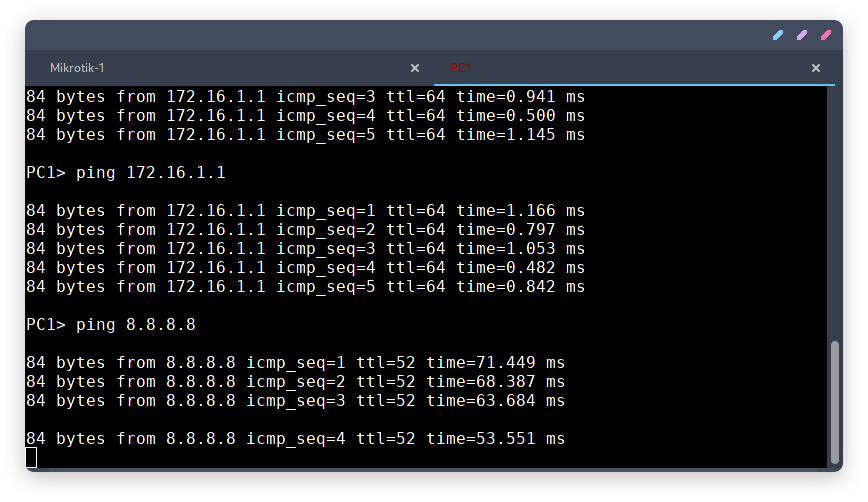 Mikrotik-1
PC1
84 bytes from 172.16.1.1 icmp_seq=3 ttl=64 time=0.941 ms
84 bytes from 172.16.1.1 icmp_seq=4 ttl=64 time=0.500 ms
84 bytes from 172.16.1.1 icmp_seq=5 ttl=64 time=1.145 ms
PC1> ping 172.16.1.1
84 bytes from 172.16.1.1 icmp_seq=1 ttl=64 time=1.166 ms
84 bytes from 172.16.1.1 icmp_seq=2 ttl=64 time=0.797 ms
84 bytes from 172.16.1.1 icmp_seq=3 ttl=64 time=1.053 ms
84 bytes from 172.16.1.1 icmp_seq=4 ttl=64 time=0.482 ms
84 bytes from 172.16.1.1 icmp_seq=5 ttl=64 time=0.842 ms
PC1> ping 8.8.8.8
84 bytes from 8.8.8.8 icmp_seq=1 ttl=52 time=71.449 ms
84 bytes from 8.8.8.8 icmp_seq=2 ttl=52 time=68.387 ms
84 bytes from 8.8.8.8 icmp_seq=3 ttl=52 time=63.684 ms
84 bytes from 8.8.8.8 icmp_seq=4 ttl=52 time=53.551 ms